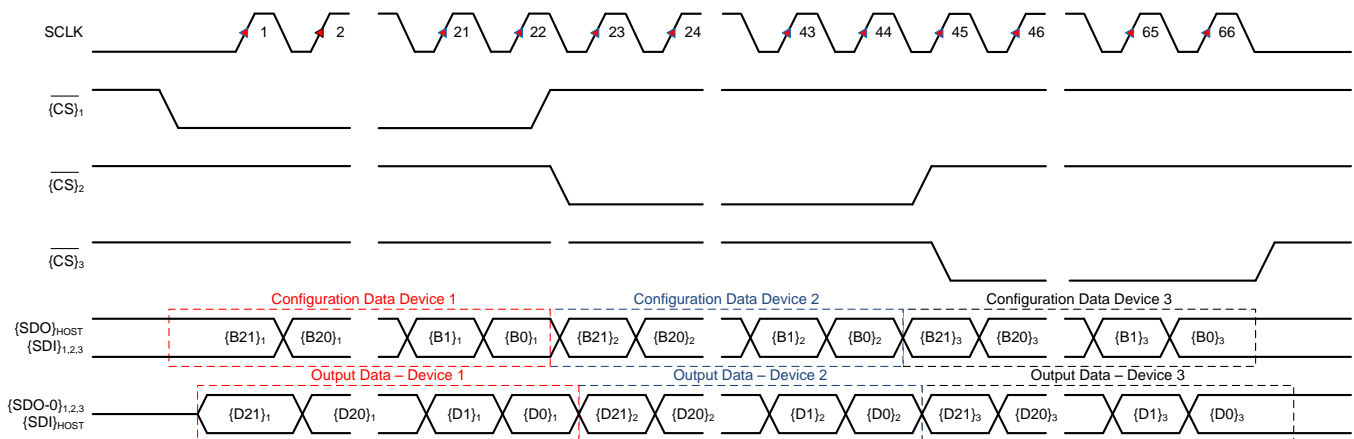 SCLK 1 2 21 22 23 24 43 44 45 46 65 66
{CS}1
{CS}2
{CS}3
Configuration Data Device 1 Configuration Data Device 2 Configuration Data Device 3
{SDO}HOST
{SDI}1,2,3
{B21}1 {B20}1 {B1}1 {B0}1 {B21}2 {B20}2 {B1}2 {B0}2 {B21}3 {B20}3 {B1}3 {B0}3
Output Data – Device 1 Output Data – Device 2 Output Data – Device 3
{SDO-0}1,2,3
{SDI}HOST
{D21}1 {D20}1 {D1}1 {D0}1 {D21}2 {D20}2 {D1}2 {D0}2 {D21}3 {D20}3 {D1}3 {D0}3